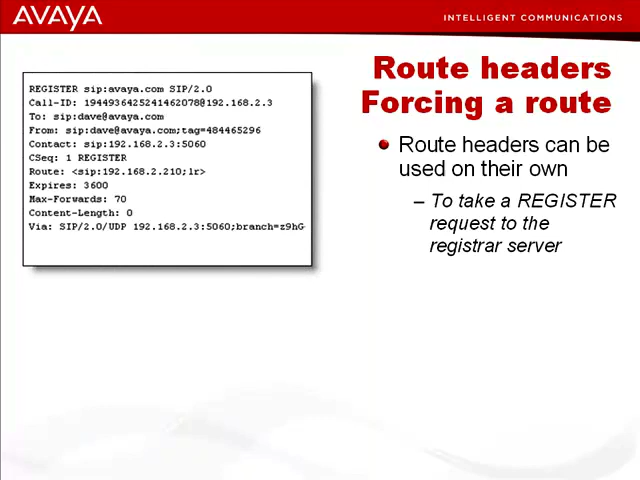 AVAYA
INTELLIGENT COMMUNICATIONS
Route headers
Forcing a route
REGISTER sip:avaya.com SIP/2.0
Call-ID: 1944936425241462078@192.168.2.3
To: sip:dave@avaya.com
From: sip:dave@avaya.com;tag=484465296
Contact: sip:192.168.2.3:5060
CSeq: 1 REGISTER
Route: <sip:192.168.2.210;lr>
Expires: 3600
Max-Forwards: 70
Content-Length: 0
Via: SIP/2.0/UDP 192.168.2.3:5060;branch=z9hG
Route headers can be
used on their own
– To take a REGISTER
request to the
registrar server